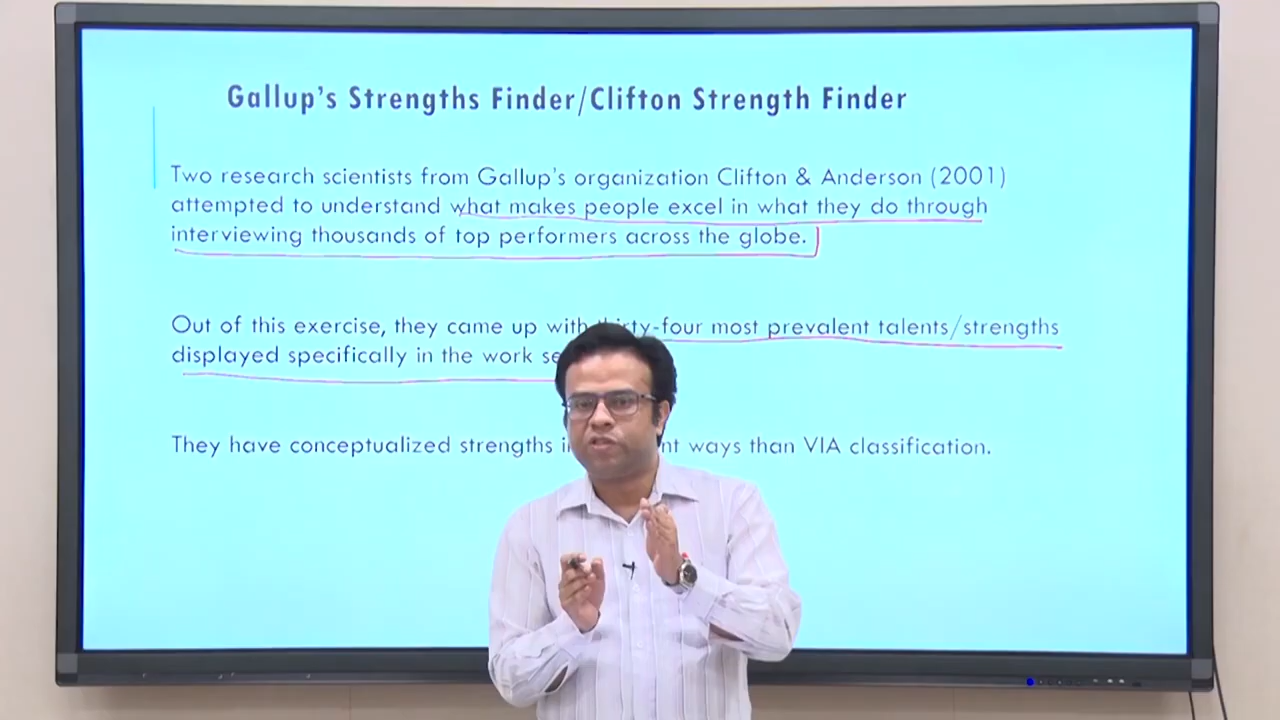 Gallup's Strengths Finder/Clifton Strength Finder
Two research scientists from Gallup's organization Clifton & Anderson (2001)
attempted to understand what makes people excel in what they do through
interviewing thousands of top performers across the globe.
Out of this exercise, they came up with thirty-four most prevalent talents/strengths
displayed specifically in the work
They have conceptualized strengths ways than VIA classification.